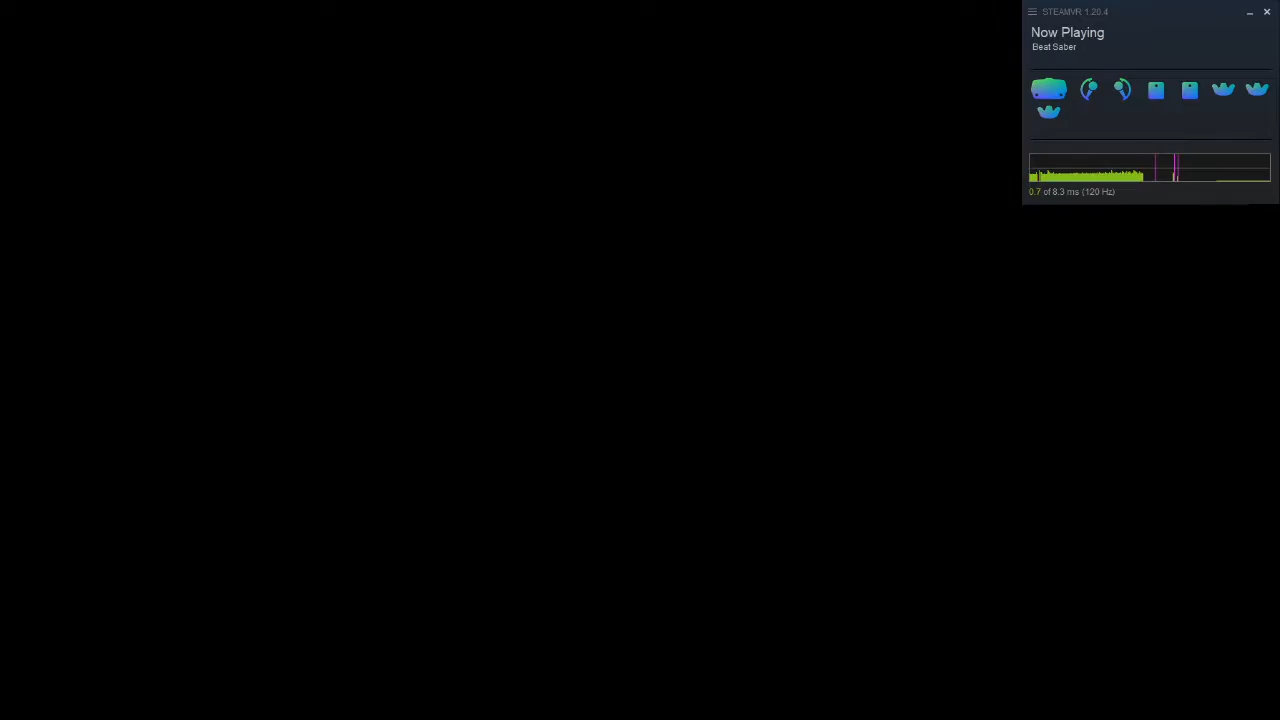 STEAMVR 1.20.4
Now Playing
Beat Saber
0.7 of 8.3 ms (120 Hz)